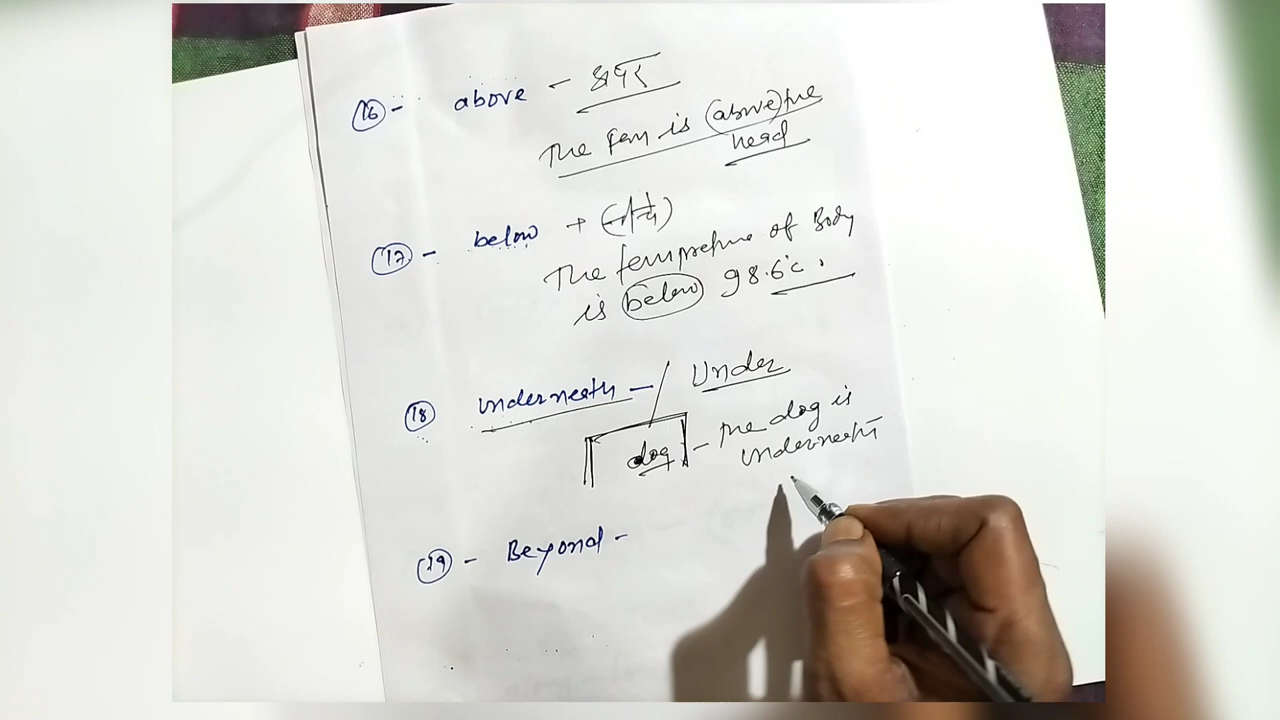 16 - above - ऊपर
The Fan is (above) the
head
17 - below →
The temprature of Body
is below 98.6°c.
18 underneath - / Under
dog - the dog is
underneath
19 - Beyond -